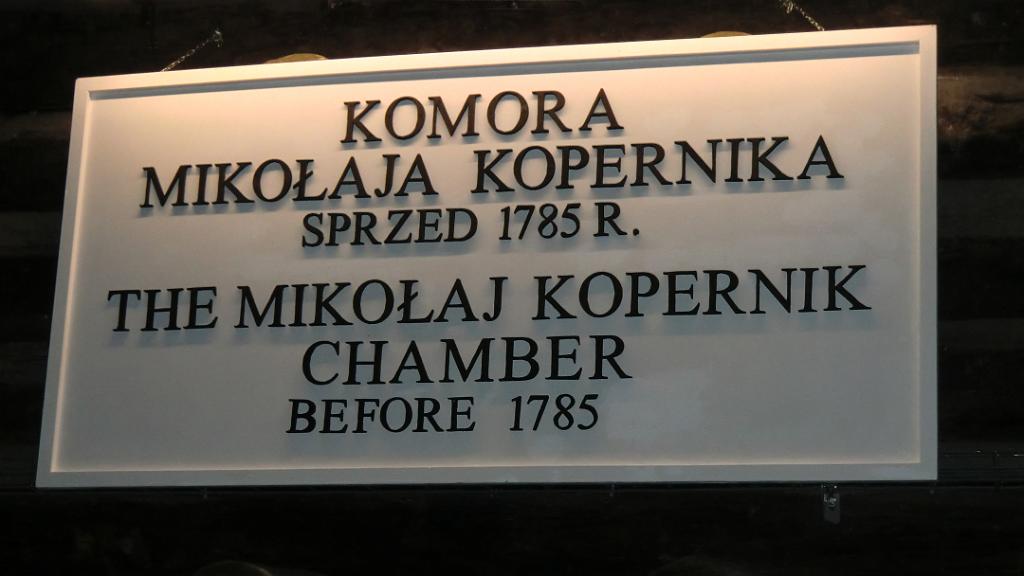 KOMORA
MIKOŁAJA KOPERNIKA
SPRZED 1785 R.
THE MIKOŁAJ KOPERNIK
CHAMBER
BEFORE 1785